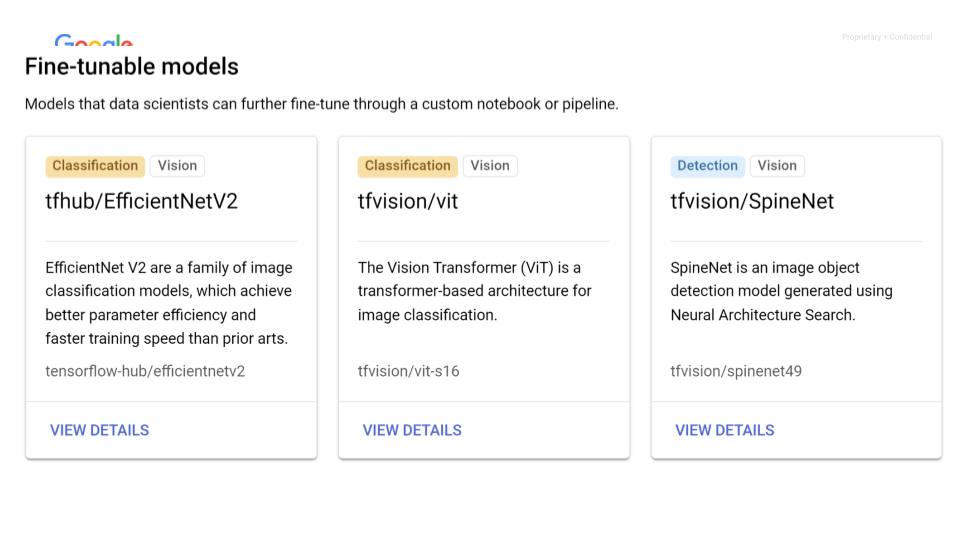 Google
Proprietary + Confidential
Fine-tunable models
Models that data scientists can further fine-tune through a custom notebook or pipeline.
Classification Vision
tfhub/EfficientNetV2
EfficientNet V2 are a family of image
classification models, which achieve
better parameter efficiency and
faster training speed than prior arts.
tensorflow-hub/efficientnetv2
VIEW DETAILS
Classification Vision
tfvision/vit
The Vision Transformer (ViT) is a
transformer-based architecture for
image classification.
tfvision/vit-s16
VIEW DETAILS
Detection Vision
tfvision/SpineNet
SpineNet is an image object
detection model generated using
Neural Architecture Search.
tfvision/spinenet49
VIEW DETAILS